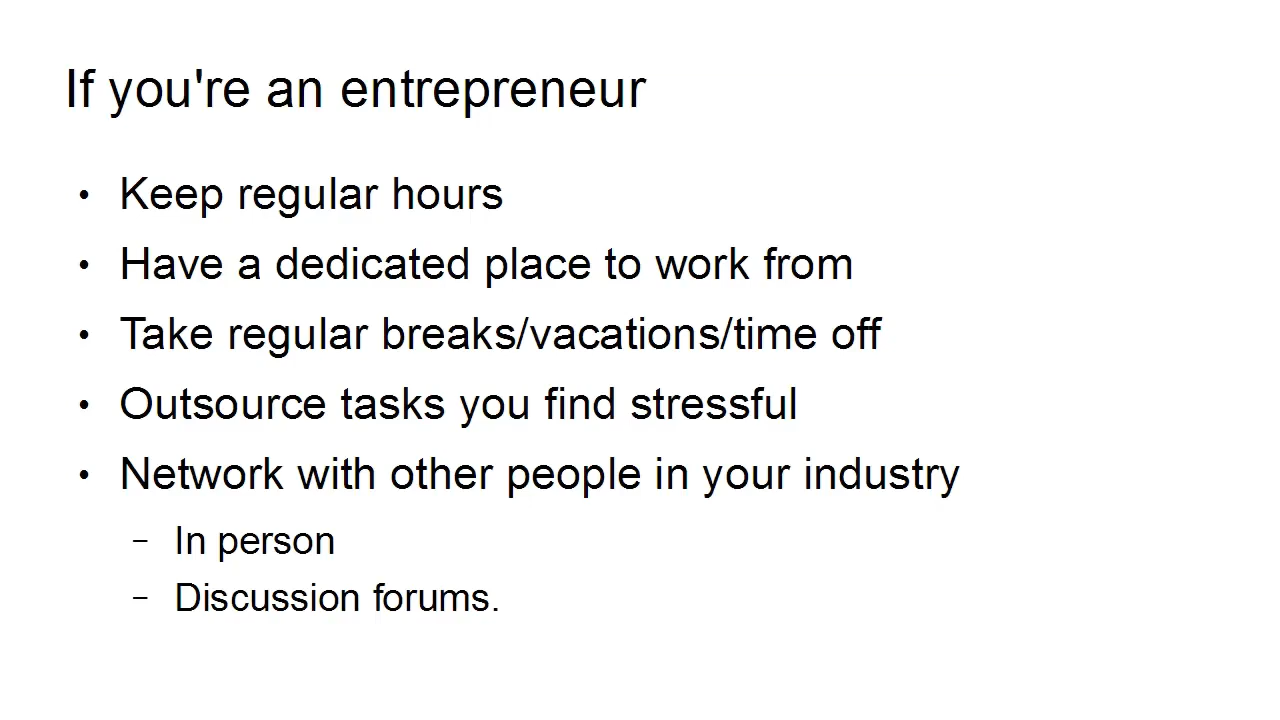 If you're an entrepreneur
• Keep regular hours
• Have a dedicated place to work from
• Take regular breaks/vacations/time off
• Outsource tasks you find stressful
• Network with other people in your industry
– In person
– Discussion forums.